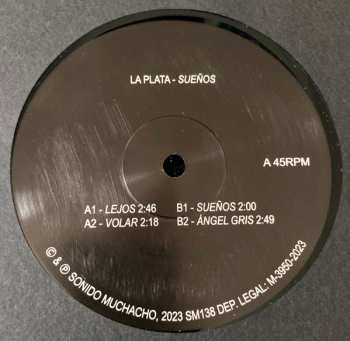 LA PLATA - SUEÑOS
A 45RPM
A1 - LEJOS 2:46 B1 - SUEÑOS 2:00
A2 - VOLAR 2:18 B2 - ÁNGEL GRIS 2:49
© & ℗ SONIDO MUCHACHO, 2023 SM138 DEP. LEGAL: M-3950-2023